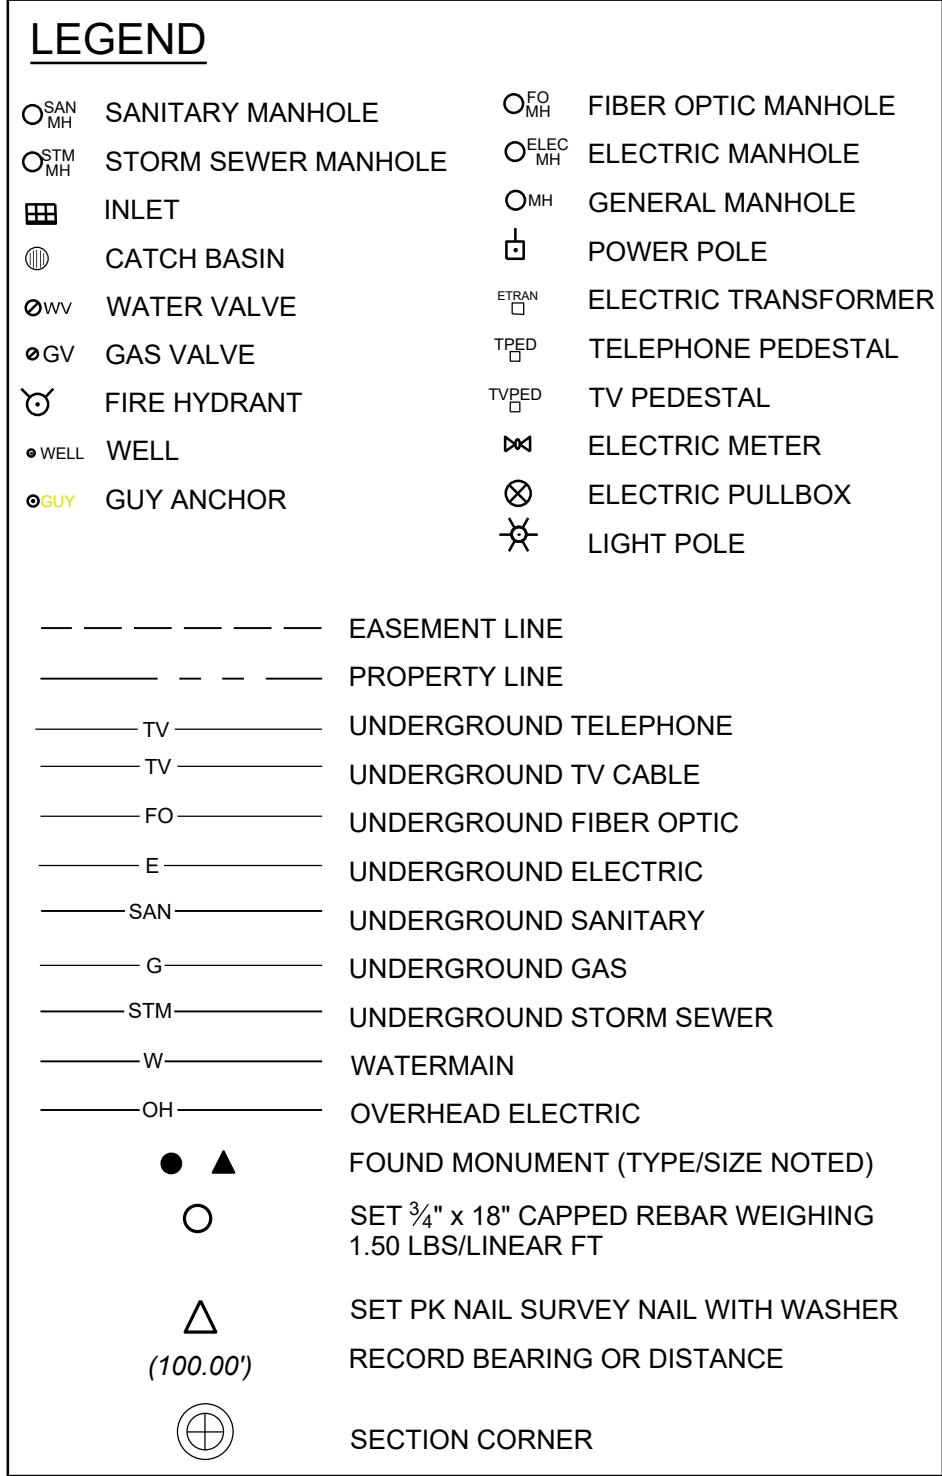 LEGEND
SAN
MH
SANITARY MANHOLE
STM
MH
STORM SEWER MANHOLE
INLET
CATCH BASIN
WV
WATER VALVE
GV
GAS VALVE
FIRE HYDRANT
WELL
WELL
GUY
GUY ANCHOR
FO
MH
FIBER OPTIC MANHOLE
ELEC
MH
ELECTRIC MANHOLE
MH
GENERAL MANHOLE
POWER POLE
ETRAN
ELECTRIC TRANSFORMER
TPED
TELEPHONE PEDESTAL
TVPED
TV PEDESTAL
ELECTRIC METER
ELECTRIC PULLBOX
LIGHT POLE
EASEMENT LINE
PROPERTY LINE
TV UNDERGROUND TELEPHONE
TV UNDERGROUND TV CABLE
FO UNDERGROUND FIBER OPTIC
E UNDERGROUND ELECTRIC
SAN UNDERGROUND SANITARY
G UNDERGROUND GAS
STM UNDERGROUND STORM SEWER
W WATERMAIN
OH OVERHEAD ELECTRIC
FOUND MONUMENT (TYPE/SIZE NOTED)
SET 3⁄4" x 18" CAPPED REBAR WEIGHING
1.50 LBS/LINEAR FT
SET PK NAIL SURVEY NAIL WITH WASHER
(100.00') RECORD BEARING OR DISTANCE
SECTION CORNER